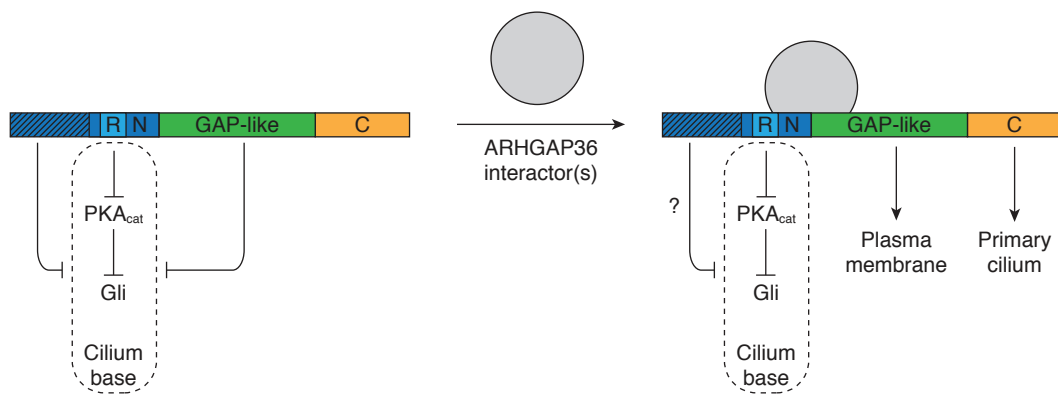 R N GAP-like C
PKAcat
Gli
Cilium
base
ARHGAP36
interactor(s)
R N GAP-like C
?
PKAcat
Gli
Cilium
base
Plasma
membrane
Primary
cilium